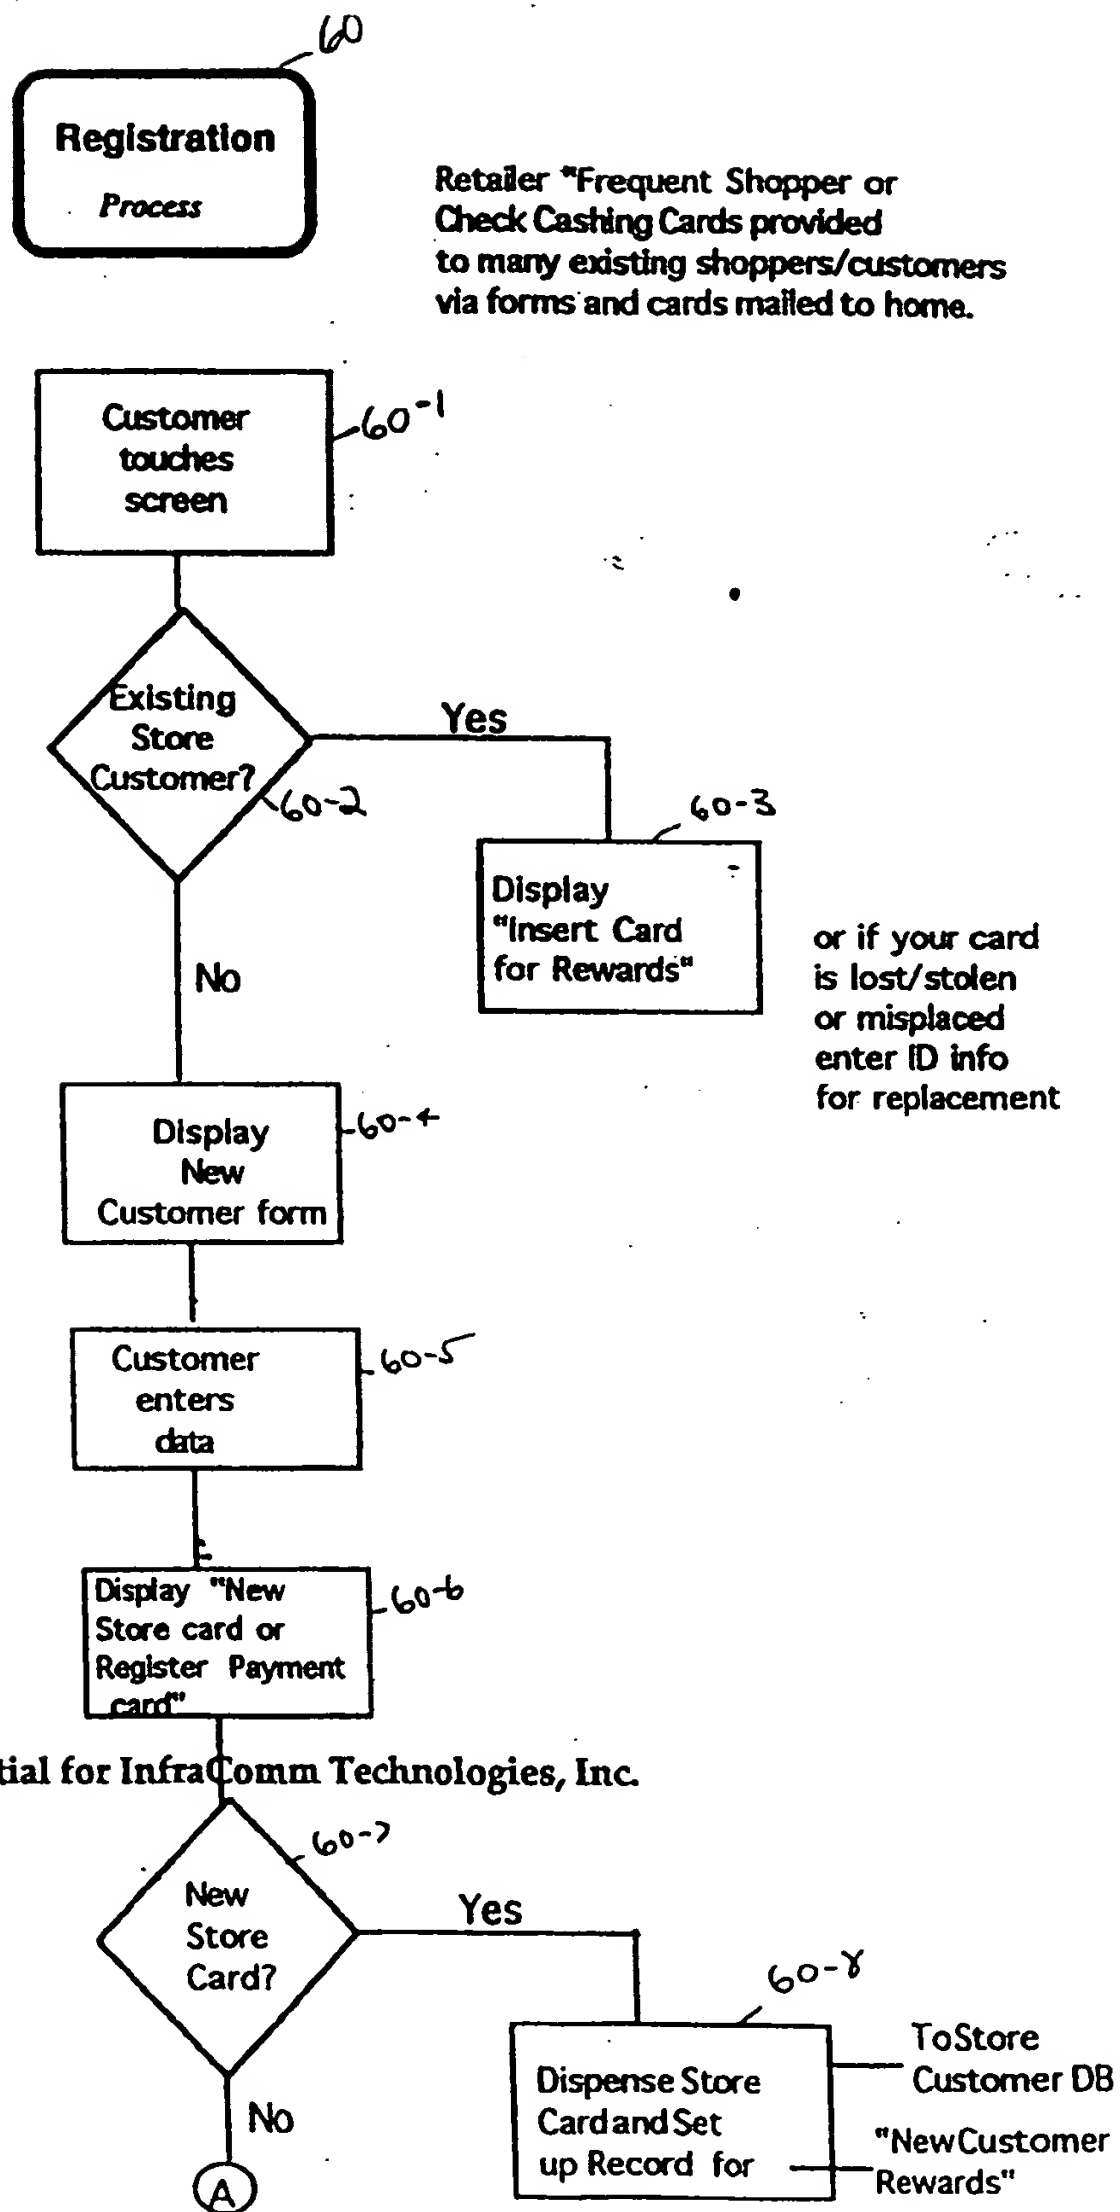 60
Registration
Process
Retailer "Frequent Shopper or
Check Cashing Cards provided
to many existing shoppers/customers
via forms and cards mailed to home.
Customer
touches
screen
60-1
Existing
Store
Customer?
60-2
Yes
60-3
Display
"Insert Card
for Rewards"
or if your card
is lost/stolen
or misplaced
enter ID info
for replacement
No
Display
New
Customer form
60-4
Customer
enters
data
60-5
Display "New
Store card or
Register Payment
card"
60-6
tial for InfraComm Technologies, Inc.
60-7
New
Store
Card?
Yes
60-8
Dispense Store
Card and Set
up Record for
To Store
Customer DB
"New Customer
Rewards"
No
A